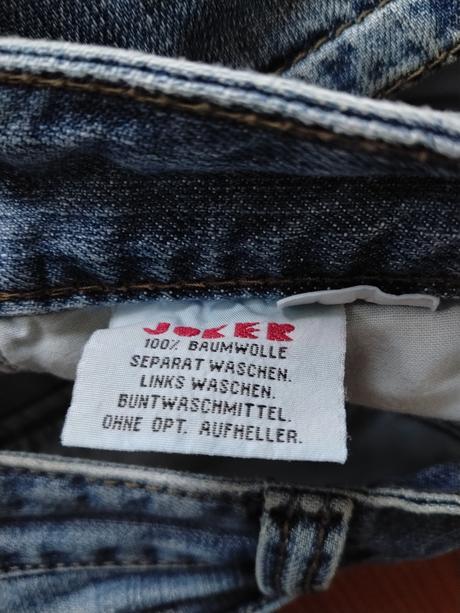 JOKER
100% BAUMWOLLE
SEPARAT WASCHEN.
LINKS WASCHEN.
BUNTWASCHMITTEL.
OHNE OPT. AUFHELLER.